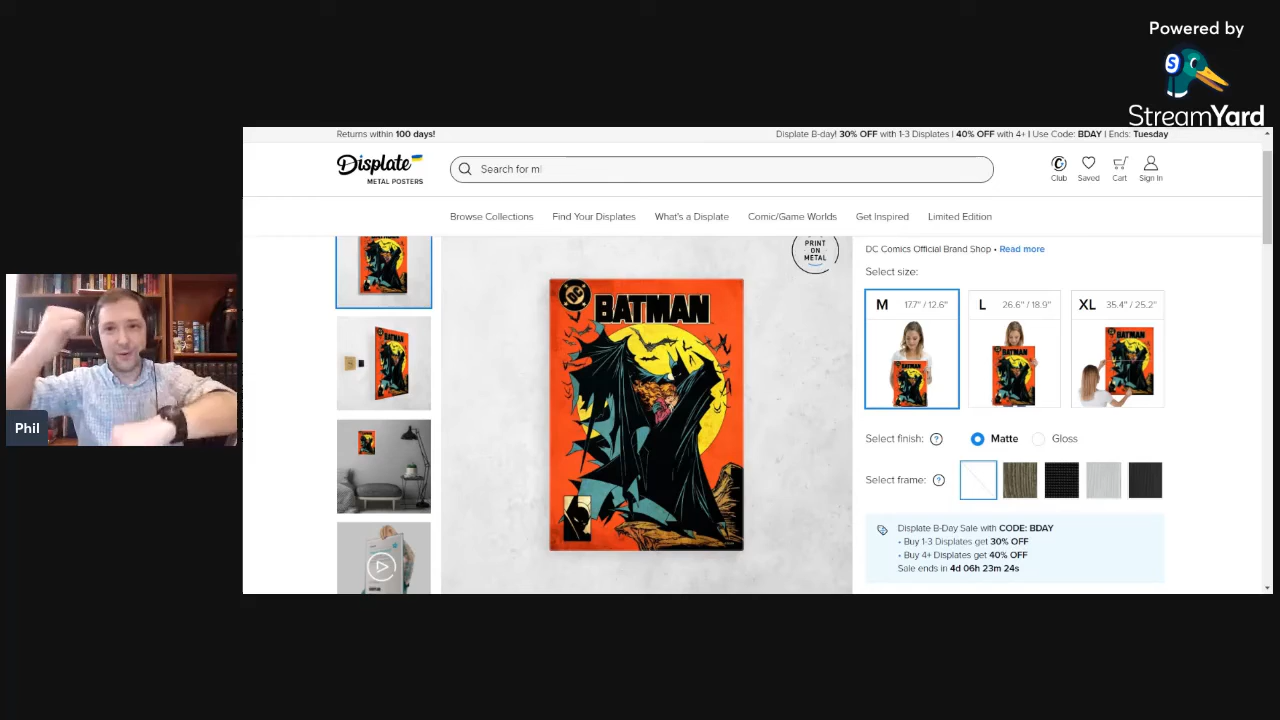 Powered by
StreamYard
Returns within 100 days!
Displate B-day! 30% OFF with 1-3 Displates | 40% OFF with 4+ | Use Code: BDAY | Ends: Tuesday
Displate
METAL POSTERS
Search for m
Club
Saved
Cart
Sign In
Browse Collections
Find Your Displates
What's a Displate
Comic/Game Worlds
Get Inspired
Limited Edition
PRINT
ON
METAL
DC
BATMAN
DC Comics Official Brand Shop • Read more
Select size:
M 17.7" / 12.6"
L 26.6" / 18.9"
XL 35.4" / 25.2"
Select finish: ? Matte Gloss
Select frame: ?
Displate B-Day Sale with CODE: BDAY
• Buy 1-3 Displates get 30% OFF
• Buy 4+ Displates get 40% OFF
Sale ends in 4d 06h 23m 24s
Phil